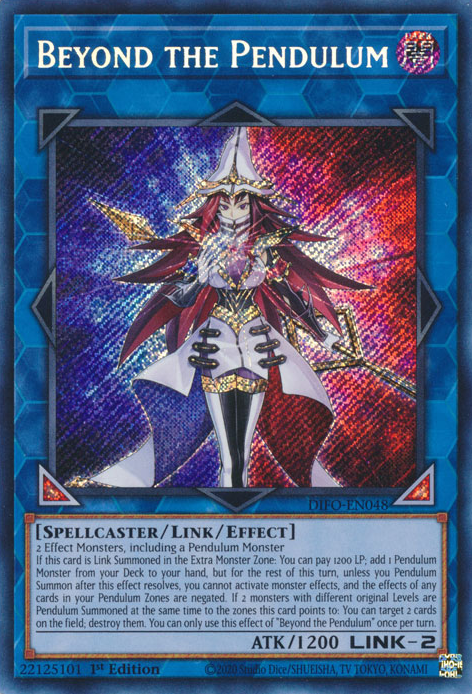 BEYOND THE PENDULUM
DIFO-EN048
[SPELLCASTER/LINK/EFFECT]
2 Effect Monsters, including a Pendulum Monster
If this card is Link Summoned in the Extra Monster Zone: You can pay 1200 LP; add 1 Pendulum
Monster from your Deck to your hand, but for the rest of this turn, unless you Pendulum
Summon after this effect resolves, you cannot activate monster effects, and the effects of any
cards in your Pendulum Zones are negated. If 2 monsters with different original Levels are
Pendulum Summoned at the same time to the zones this card points to: You can target 2 cards
on the field; destroy them. You can only use this effect of "Beyond the Pendulum" once per turn.
ATK/1200 LINK-2
22125101 1st Edition ©2020 Studio Dice/SHUEISHA, TV TOKYO, KONAMI